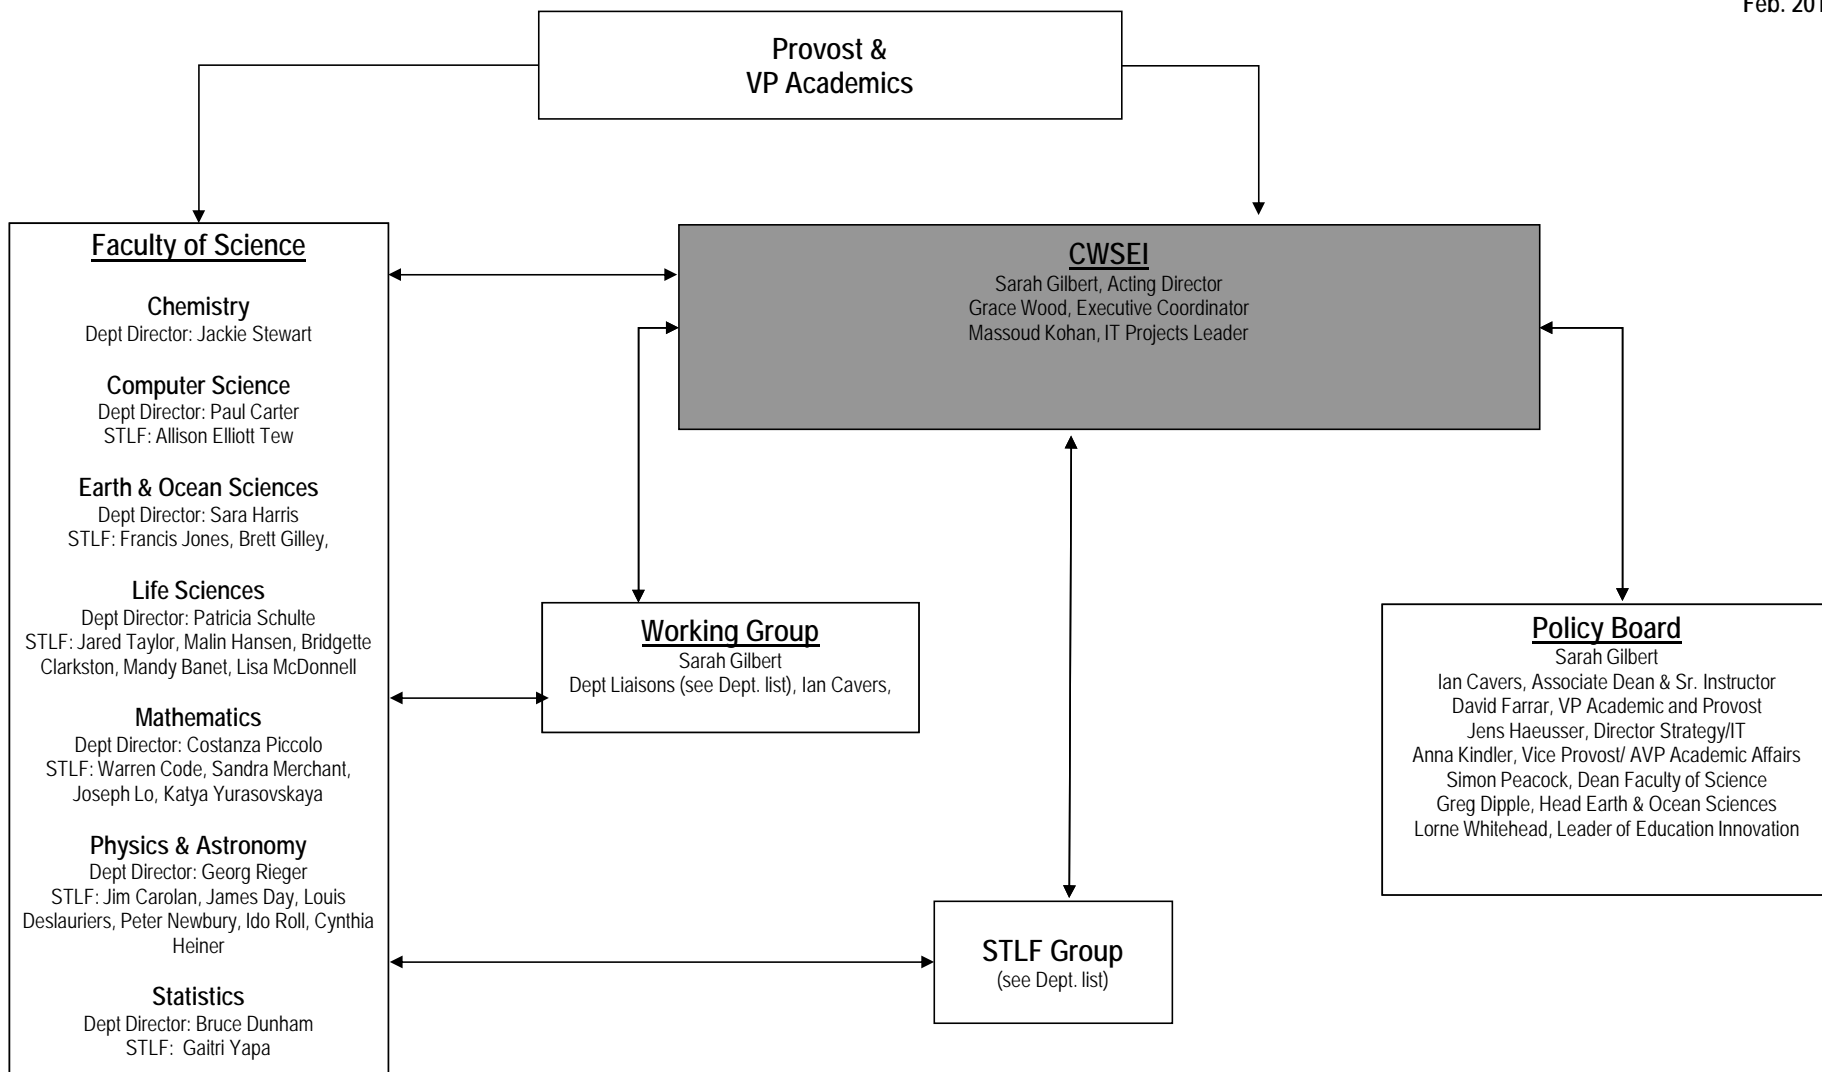 Feb. 201
Provost &
VP Academics
Faculty of Science
Chemistry
Dept Director: Jackie Stewart
Computer Science
Dept Director: Paul Carter
STLF: Allison Elliott Tew
Earth & Ocean Sciences
Dept Director: Sara Harris
STLF: Francis Jones, Brett Gilley,
Life Sciences
Dept Director: Patricia Schulte
STLF: Jared Taylor, Malin Hansen, Bridgette
Clarkston, Mandy Banet, Lisa McDonnell
Mathematics
Dept Director: Costanza Piccolo
STLF: Warren Code, Sandra Merchant,
Joseph Lo, Katya Yurasovskaya
Physics & Astronomy
Dept Director: Georg Rieger
STLF: Jim Carolan, James Day, Louis
Deslauriers, Peter Newbury, Ido Roll, Cynthia
Heiner
Statistics
Dept Director: Bruce Dunham
STLF: Gaitri Yapa
CWSEI
Sarah Gilbert, Acting Director
Grace Wood, Executive Coordinator
Massoud Kohan, IT Projects Leader
Working Group
Sarah Gilbert
Dept Liaisons (see Dept. list), Ian Cavers,
STLF Group
(see Dept. list)
Policy Board
Sarah Gilbert
Ian Cavers, Associate Dean & Sr. Instructor
David Farrar, VP Academic and Provost
Jens Haeusser, Director Strategy/IT
Anna Kindler, Vice Provost/ AVP Academic Affairs
Simon Peacock, Dean Faculty of Science
Greg Dipple, Head Earth & Ocean Sciences
Lorne Whitehead, Leader of Education Innovation